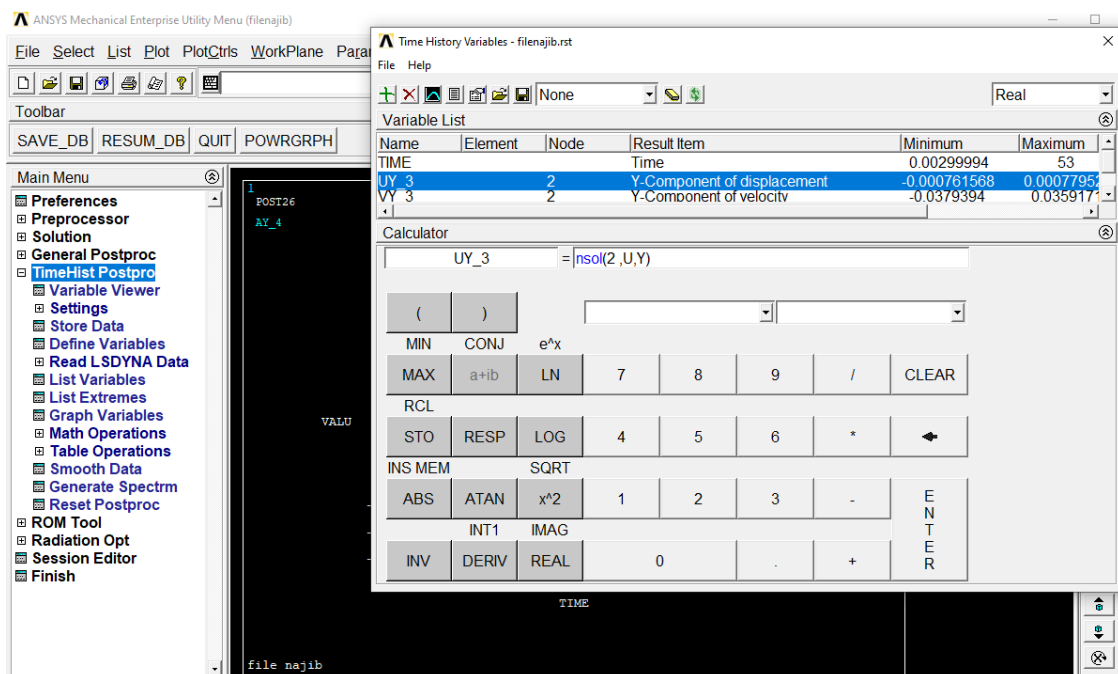 ANSYS Mechanical Enterprise Utility Menu (filenajib)
File Select List Plot PlotCtrls WorkPlane Para
Toolbar
SAVE_DB RESUM_DB QUIT POWRGRPH
Main Menu
Preferences
Preprocessor
Solution
General Postproc
TimeHist Postpro
Variable Viewer
Settings
Store Data
Define Variables
Read LSDYNA Data
List Variables
List Extremes
Graph Variables
Math Operations
Table Operations
Smooth Data
Generate Spectrm
Reset Postproc
ROM Tool
Radiation Opt
Session Editor
Finish
1
POST26
AY_4
VALU
TIME
file najib
Time History Variables - filenajib.rst
File Help
None Real
Variable List
Name Element Node Result Item Minimum Maximum
TIME Time 0.00299994 53
UY_3 2 Y-Component of displacement -0.000761568 0.00077952
VY_3 2 Y-Component of velocity -0.0379394 0.0359171
Calculator
UY_3 = nsol(2 ,U,Y)
( )
MIN CONJ e^x
MAX a+ib LN 7 8 9 / CLEAR
RCL
STO RESP LOG 4 5 6 *
INS MEM SQRT
ABS ATAN x^2 1 2 3 - ENTER
INT1 IMAG
INV DERIV REAL 0 . +